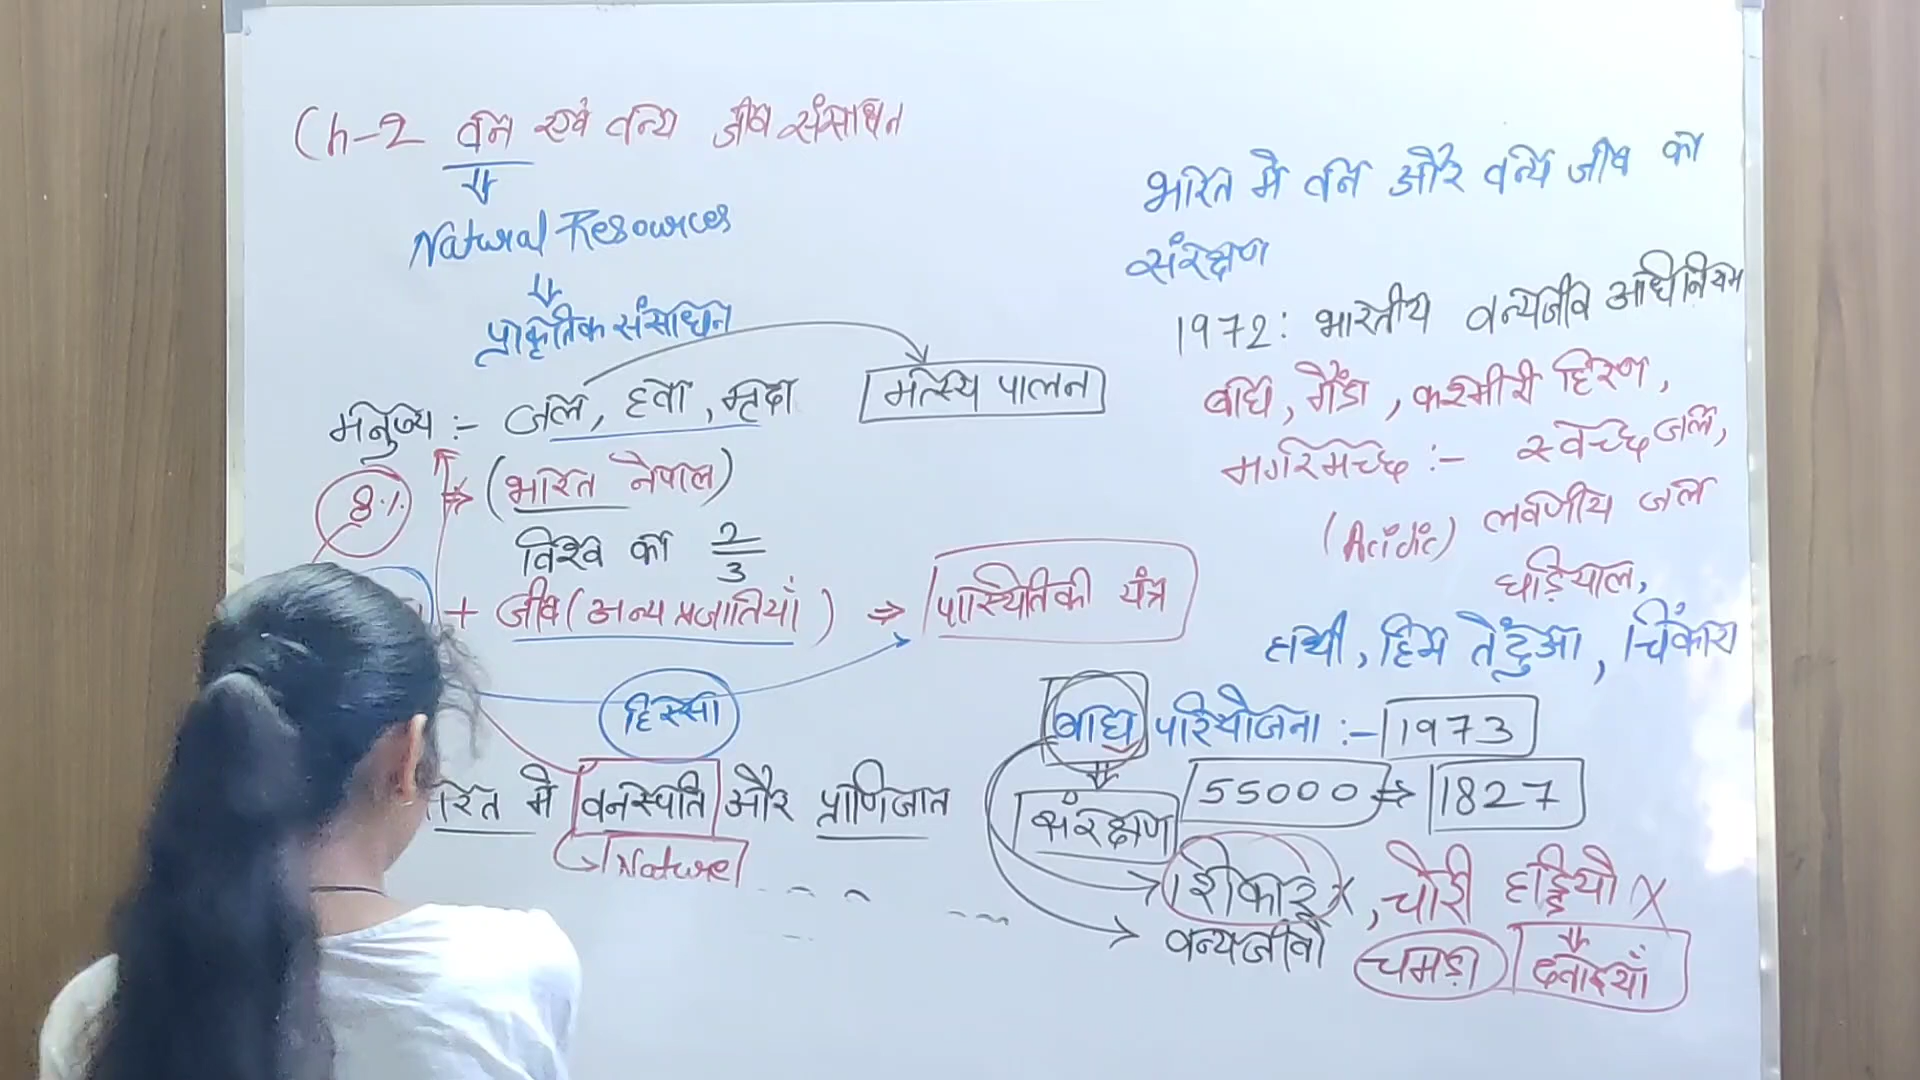 Ch-2 वन एवं वन्य जीव संसाधन
Natural Resources
प्राकृतिक संसाधन
मनुष्य :- जल, हवा, मृदा
मत्स्य पालन
8% ⇒ (भारत नेपाल)
विश्व का 2/3
+ जीव (अन्य प्रजातियाँ) ⇒ पारिस्थितिकी यंत्र
हिस्सा
रत में वनस्पति और प्राणिजात
Nature
भारत में वन और वन्य जीव का
संरक्षण
1972: भारतीय वन्यजीव अधिनियम
बाघ, गैंडा, कश्मीरी हिरण,
मगरमच्छ :- स्वच्छ जल,
(Acidic) लवणीय जल
घड़ियाल,
हाथी, हिम तेंदुआ, चिंकारा
बाघ परियोजना :- 1973
संरक्षण 55000 ⇒ 1827
शिकार x, चोरी हड्डियों x
वन्यजीवों चमड़ी दवाइयाँ